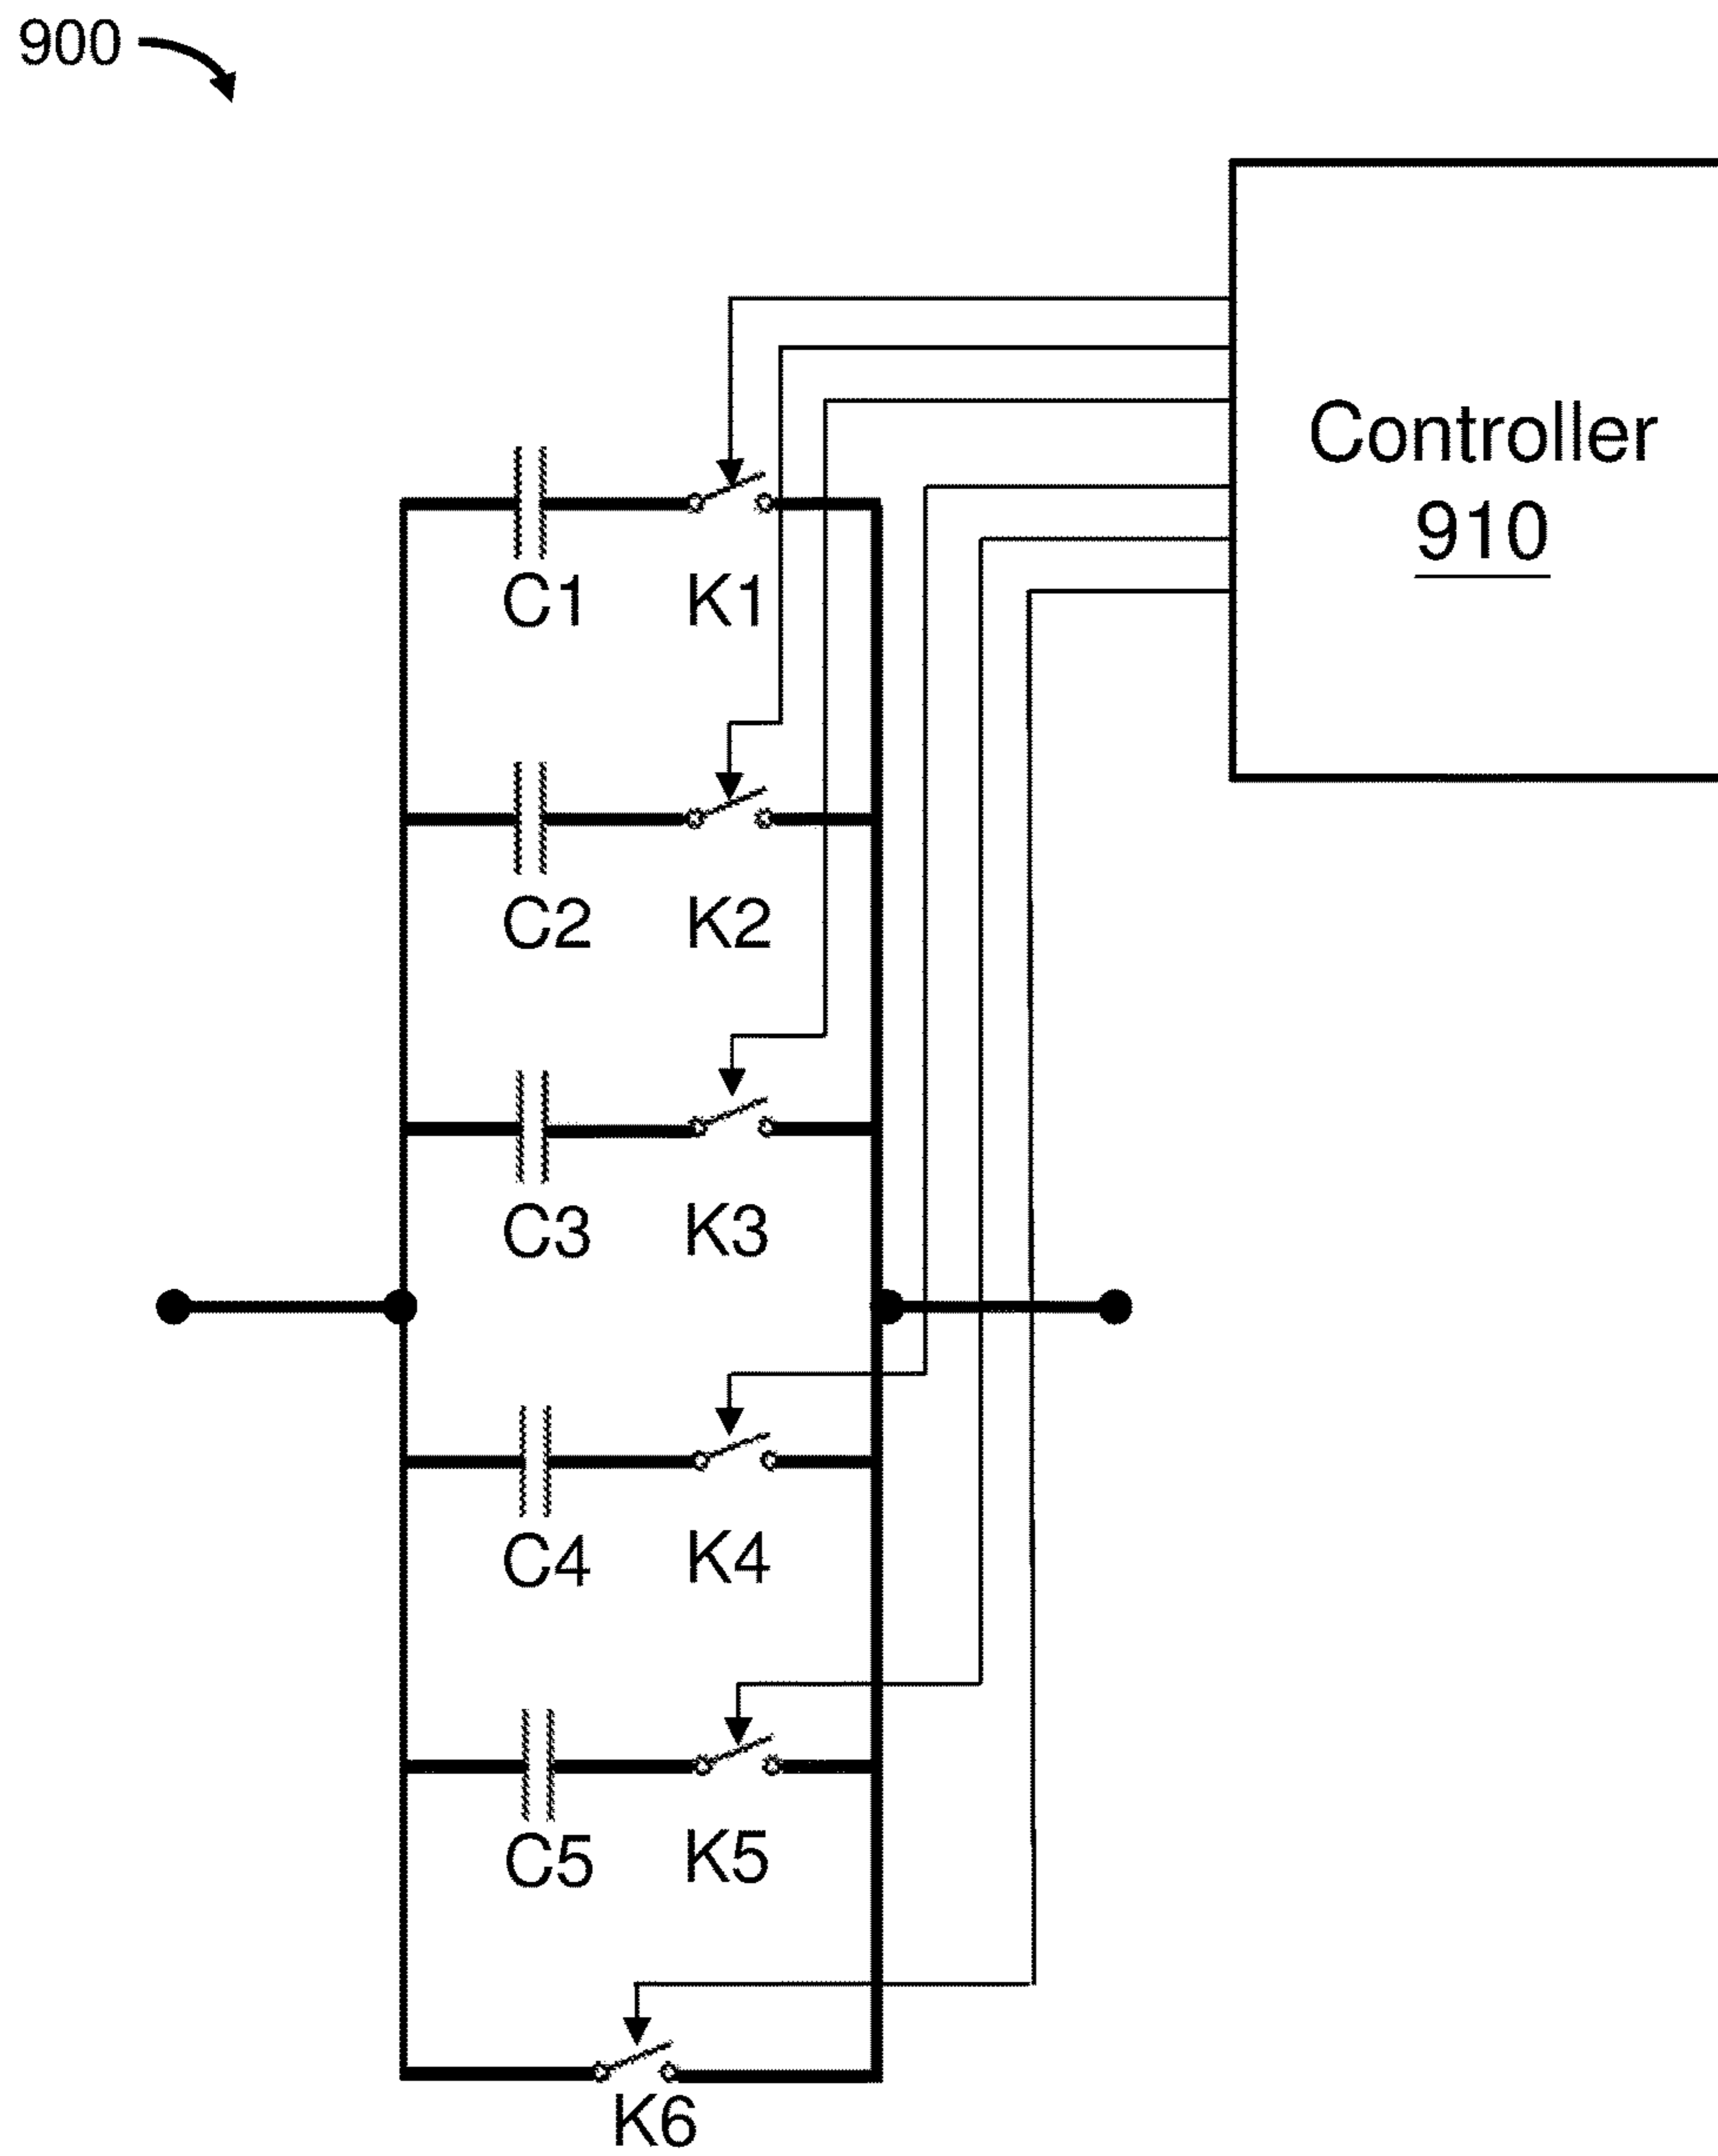 900
Controller
910
C1 K1
C2 K2
C3 K3
C4 K4
C5 K5
K6